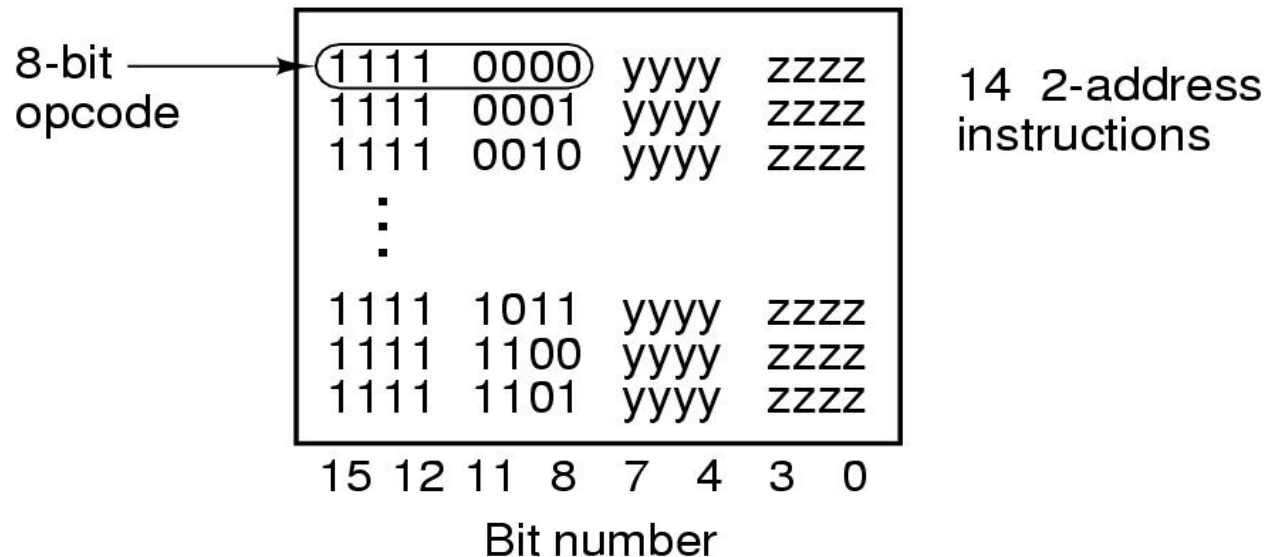 8-bit
opcode
1111 0000 yyyy zzzz
1111 0001 yyyy zzzz
1111 0010 yyyy zzzz
1111 1011 yyyy zzzz
1111 1100 yyyy zzzz
1111 1101 yyyy zzzz
14 2-address
instructions
15 12 11 8 7 4 3 0
Bit number